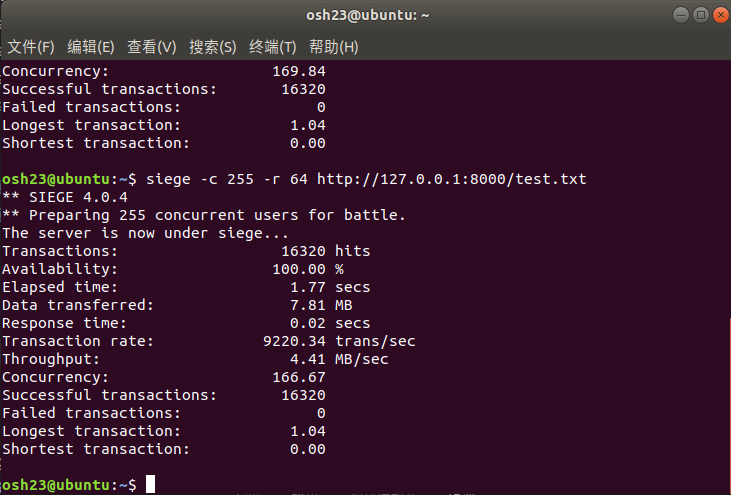 osh23@ubuntu: ~
文件(F) 编辑(E) 查看(V) 搜索(S) 终端(T) 帮助(H)
Concurrency: 169.84
Successful transactions: 16320
Failed transactions: 0
Longest transaction: 1.04
Shortest transaction: 0.00
osh23@ubuntu:~$ siege -c 255 -r 64 http://127.0.0.1:8000/test.txt
** SIEGE 4.0.4
** Preparing 255 concurrent users for battle.
The server is now under siege...
Transactions: 16320 hits
Availability: 100.00 %
Elapsed time: 1.77 secs
Data transferred: 7.81 MB
Response time: 0.02 secs
Transaction rate: 9220.34 trans/sec
Throughput: 4.41 MB/sec
Concurrency: 166.67
Successful transactions: 16320
Failed transactions: 0
Longest transaction: 1.04
Shortest transaction: 0.00
osh23@ubuntu:~$